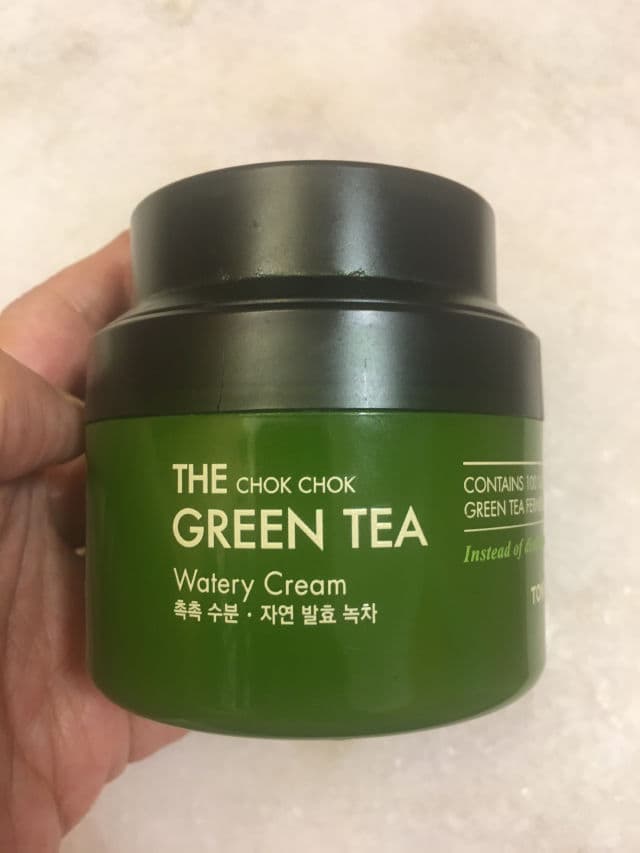 THE CHOK CHOK
GREEN TEA
Watery Cream
촉촉 수분 · 자연 발효 녹차
CONTAINS
GREEN TEA
Instead of